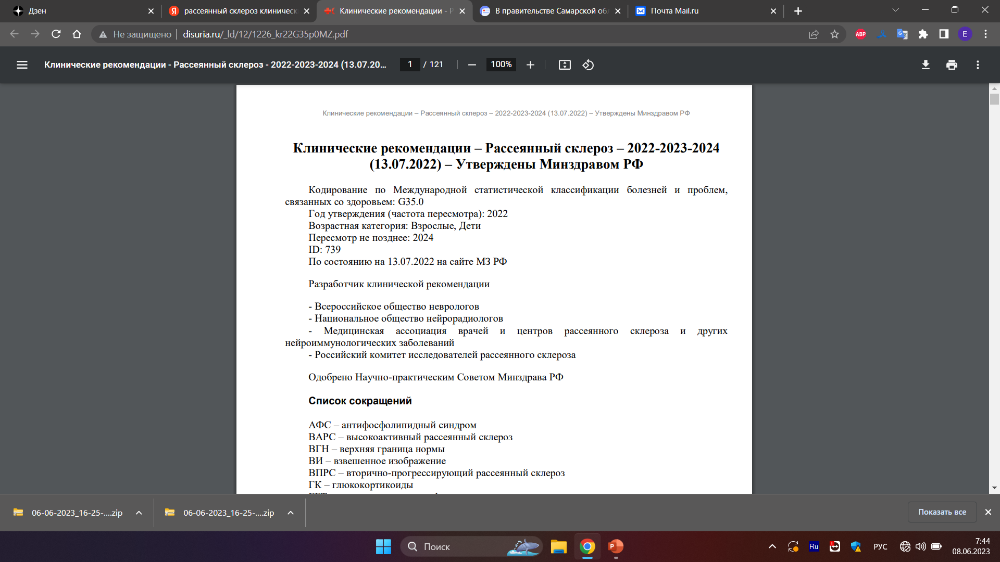 Дзен
рассеянный склероз клинически
Клинические рекомендации - Р
В правительстве Самарской об
Почта Mail.ru
Не защищено
disuria.ru/_ld/12/1226_kr22G35p0MZ.pdf
ABP
E
Клинические рекомендации - Рассеянный склероз - 2022-2023-2024 (13.07.20...
1 / 121
100%
Клинические рекомендации – Рассеянный склероз – 2022-2023-2024 (13.07.2022) – Утверждены Минздравом РФ
Клинические рекомендации – Рассеянный склероз – 2022-2023-2024
(13.07.2022) – Утверждены Минздравом РФ
Кодирование по Международной статистической классификации болезней и проблем,
связанных со здоровьем: G35.0
Год утверждения (частота пересмотра): 2022
Возрастная категория: Взрослые, Дети
Пересмотр не позднее: 2024
ID: 739
По состоянию на 13.07.2022 на сайте МЗ РФ
Разработчик клинической рекомендации
- Всероссийское общество неврологов
- Национальное общество нейрорадиологов
- Медицинская ассоциация врачей и центров рассеянного склероза и других
нейроиммунологических заболеваний
- Российский комитет исследователей рассеянного склероза
Одобрено Научно-практическим Советом Минздрава РФ
Список сокращений
АФС – антифосфолипидный синдром
ВАРС – высокоактивный рассеянный склероз
ВГН – верхняя граница нормы
ВИ – взвешенное изображение
ВПРС – вторично-прогрессирующий рассеянный склероз
ГК – глюкокортикоиды
06-06-2023_16-25-....zip
06-06-2023_16-25-....zip
Показать все
Поиск
Ru
РУС
7:44
08.06.2023